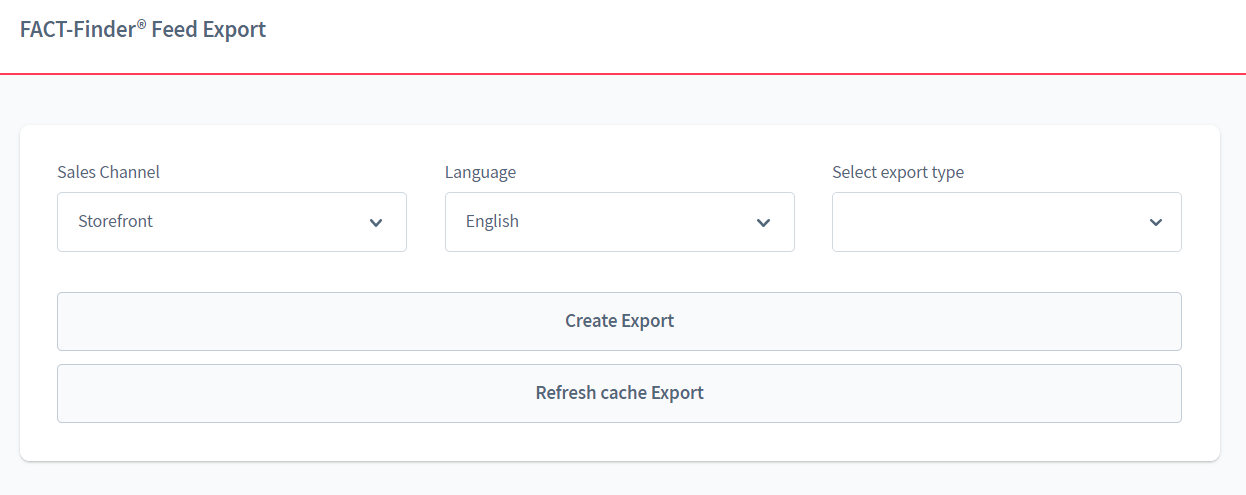 FACT-Finder® Feed Export
Sales Channel
Language
Select export type
Storefront
English
Create Export
Refresh cache Export